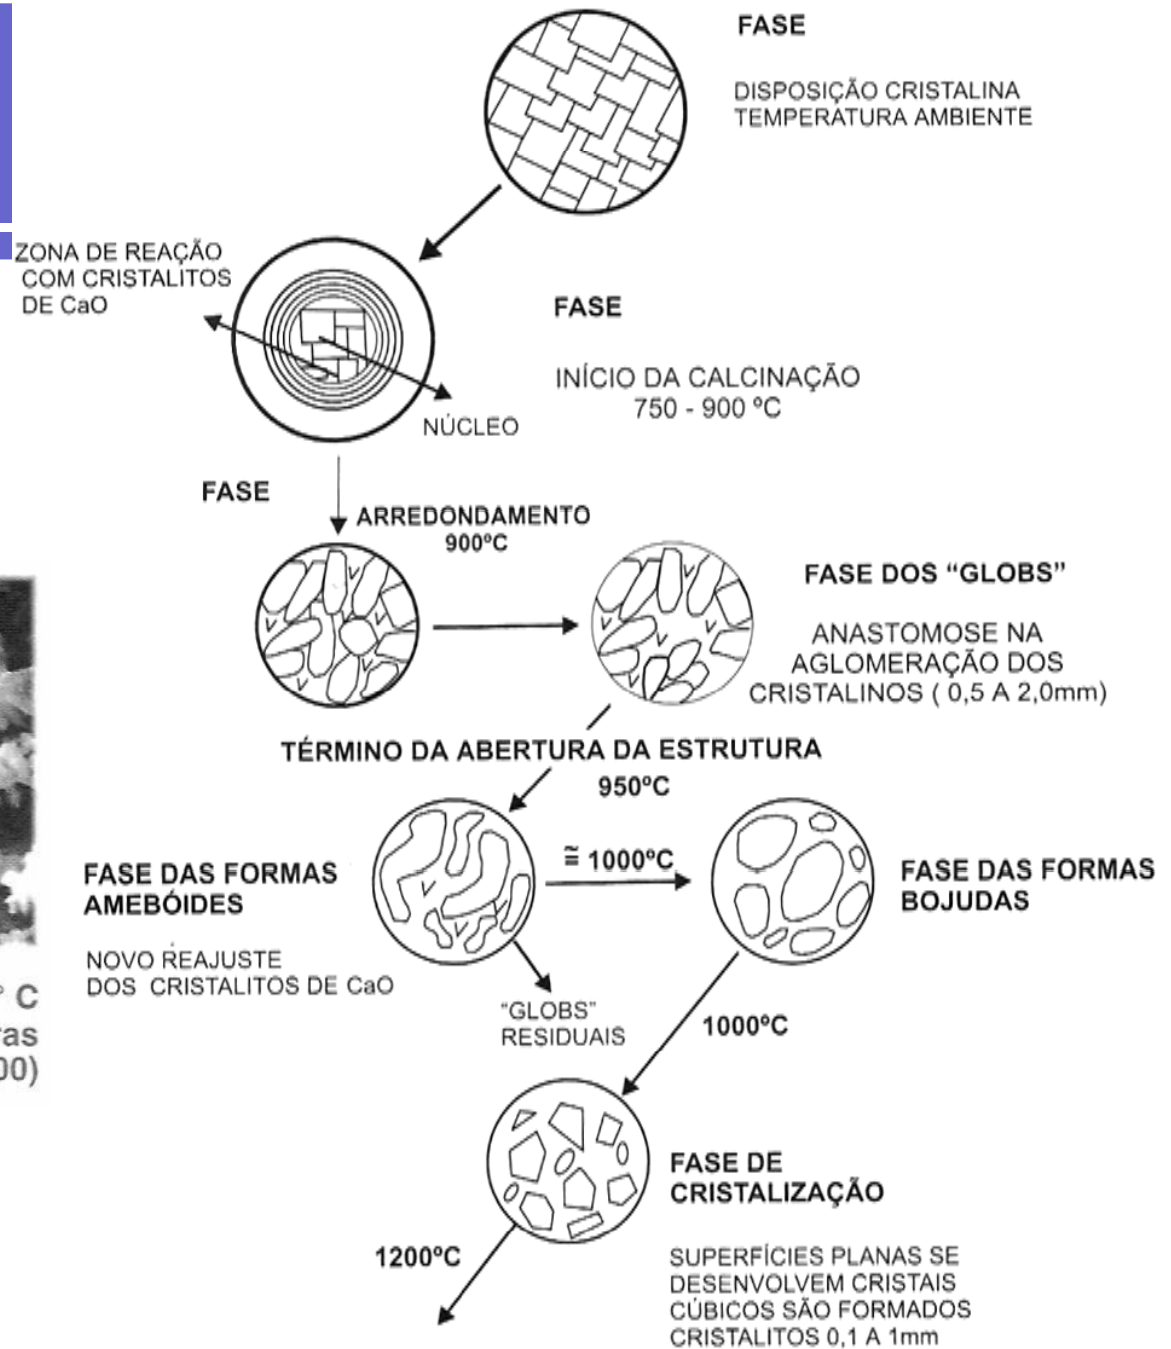 FASE
DISPOSIÇÃO CRISTALINA
TEMPERATURA AMBIENTE
ZONA DE REAÇÃO
COM CRISTALITOS
DE CaO
FASE
INÍCIO DA CALCINAÇÃO
750 - 900 ºC
NÚCLEO
FASE
ARREDONDAMENTO
900ºC
FASE DOS “GLOBS”
ANASTOMOSE NA
AGLOMERAÇÃO DOS
CRISTALINOS ( 0,5 A 2,0mm)
TÉRMINO DA ABERTURA DA ESTRUTURA
950ºC
FASE DAS FORMAS
AMEBÓIDES
≅ 1000ºC
FASE DAS FORMAS
BOJUDAS
NOVO REAJUSTE
DOS CRISTALITOS DE CaO
° C
ras
00)
“GLOBS”
RESIDUAIS
1000ºC
FASE DE
CRISTALIZAÇÃO
1200ºC
SUPERFÍCIES PLANAS SE
DESENVOLVEM CRISTAIS
CÚBICOS SÃO FORMADOS
CRISTALITOS 0,1 A 1mm